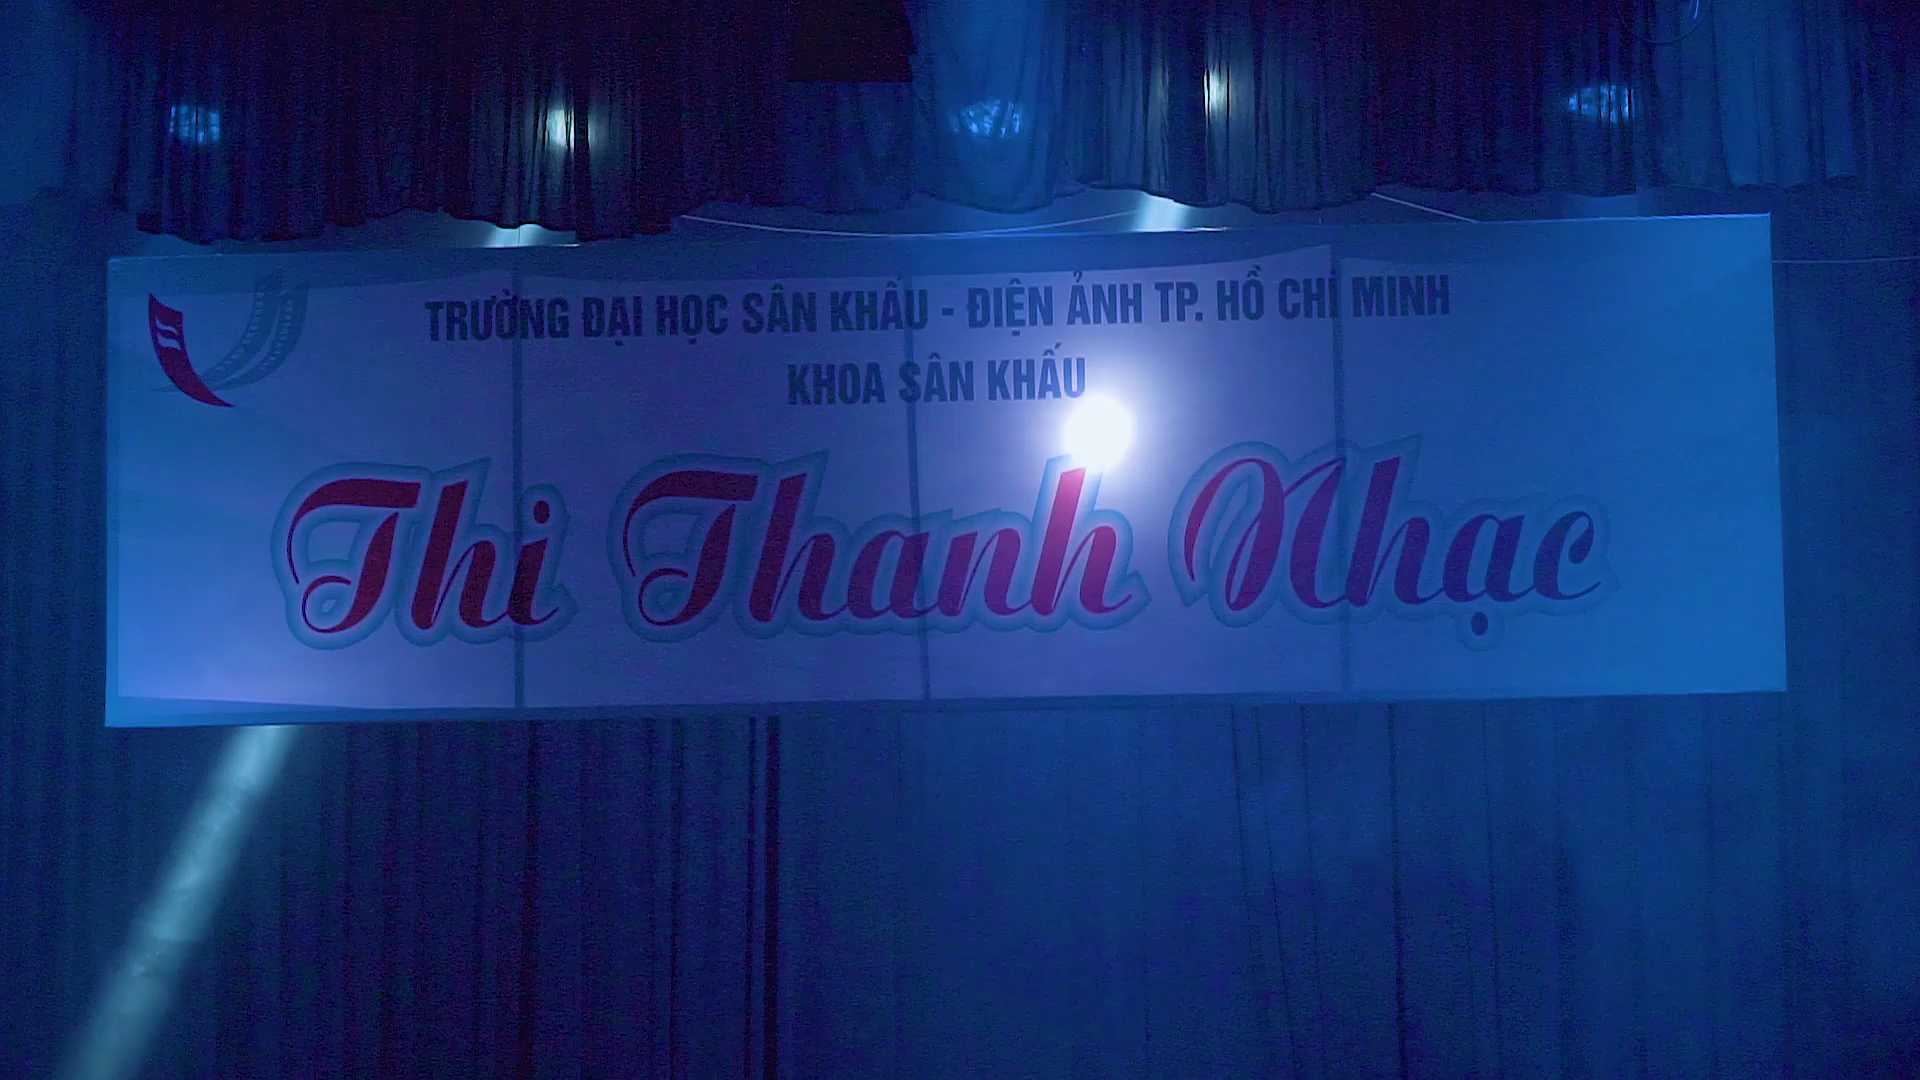 TRƯỜNG ĐẠI HỌC SÂN KHẤU - ĐIỆN ẢNH TP. HỒ CHÍ MINH
KHOA SÂN KHẤU
Thi Thanh Nhạc